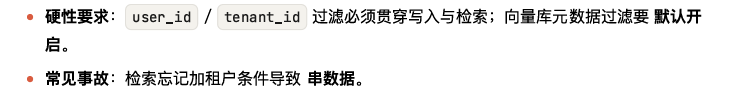 硬性要求：user_id / tenant_id 过滤必须贯穿写入与检索；向量库元数据过滤要 默认开
启。
常见事故：检索忘记加租户条件导致 串数据。